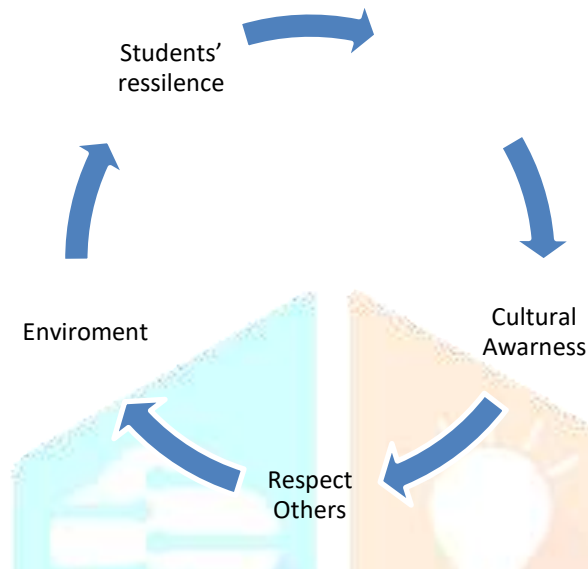 Students’
ressilence
Cultural
Awarness
Respect
Others
Enviroment